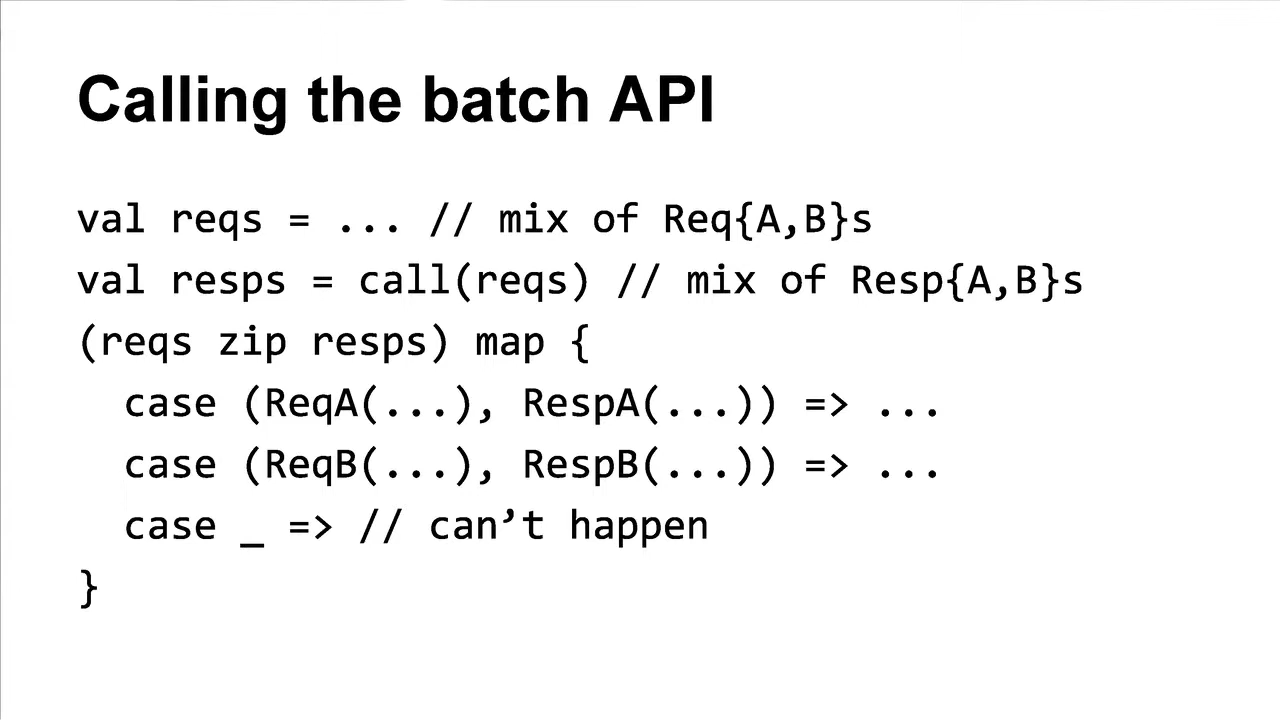 Calling the batch API
val reqs = ... // mix of Req{A,B}s
val resps = call(reqs) // mix of Resp{A,B}s
(reqs zip resps) map {
  case (ReqA(...), RespA(...)) => ...
  case (ReqB(...), RespB(...)) => ...
  case _ => // can’t happen
}